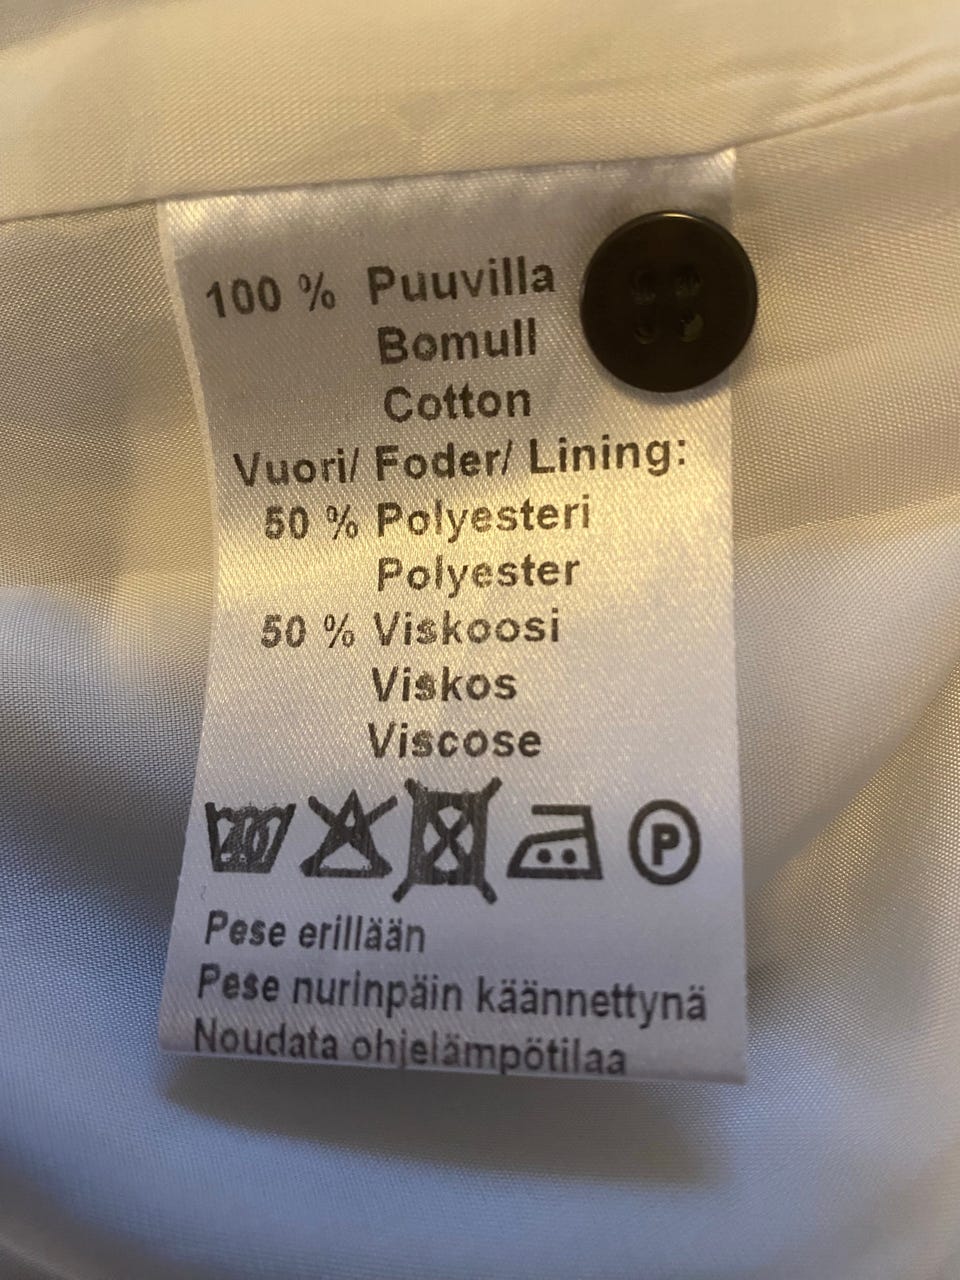 100 % Puuvilla
Bomull
Cotton
Vuori/ Foder/ Lining:
50 % Polyesteri
Polyester
50 % Viskoosi
Viskos
Viscose
P
Pese erillään
Pese nurinpäin käännettynä
Noudata ohjelämpötilaa